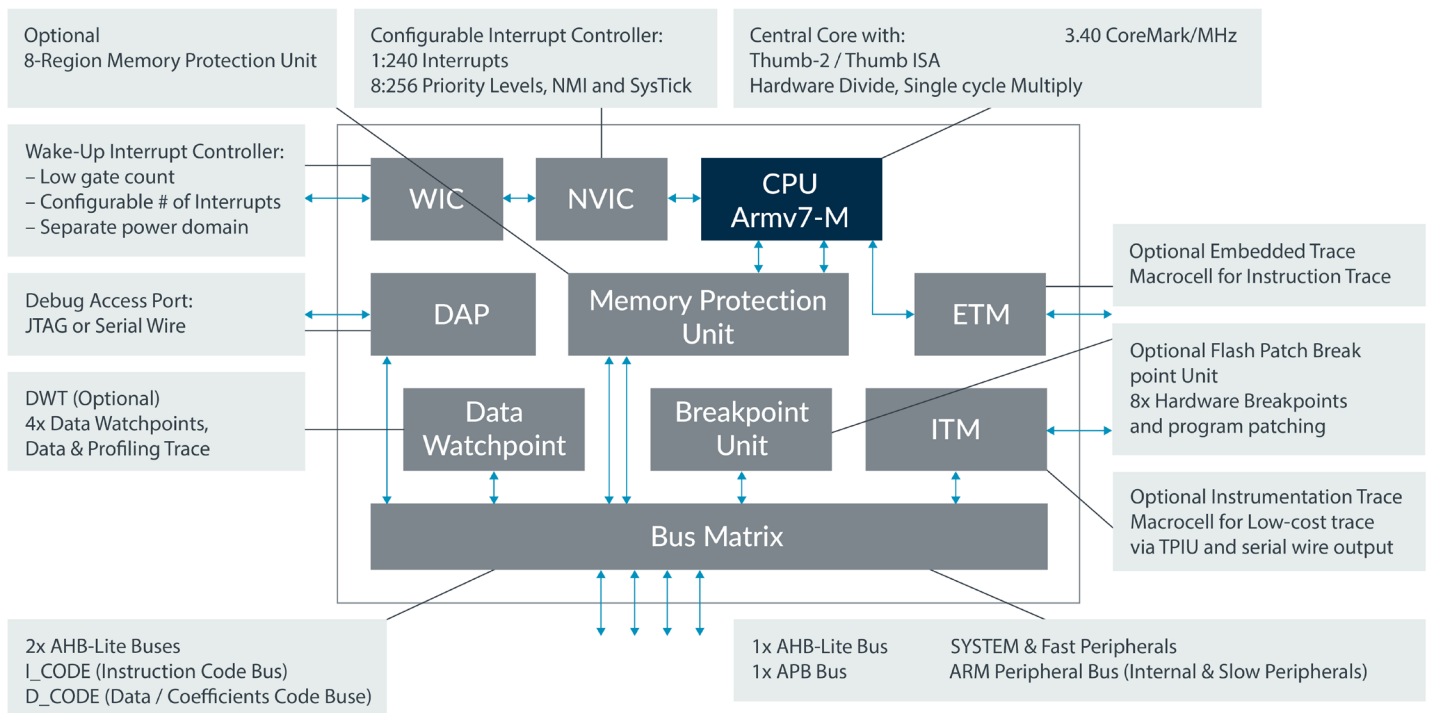 Optional
8-Region Memory Protection Unit
Configurable Interrupt Controller:
1:240 Interrupts
8:256 Priority Levels, NMI and SysTick
Central Core with: 3.40 CoreMark/MHz
Thumb-2 / Thumb ISA
Hardware Divide, Single cycle Multiply
Wake-Up Interrupt Controller:
– Low gate count
– Configurable # of Interrupts
– Separate power domain
WIC
NVIC
CPU
Armv7-M
Optional Embedded Trace
Macrocell for Instruction Trace
Debug Access Port:
JTAG or Serial Wire
DAP
Memory Protection
Unit
ETM
Optional Flash Patch Break
point Unit
8x Hardware Breakpoints
and program patching
DWT (Optional)
4x Data Watchpoints,
Data & Profiling Trace
Data
Watchpoint
Breakpoint
Unit
ITM
Optional Instrumentation Trace
Macrocell for Low-cost trace
via TPIU and serial wire output
Bus Matrix
2x AHB-Lite Buses
I_CODE (Instruction Code Bus)
D_CODE (Data / Coefficients Code Buse)
1x AHB-Lite Bus SYSTEM & Fast Peripherals
1x APB Bus ARM Peripheral Bus (Internal & Slow Peripherals)